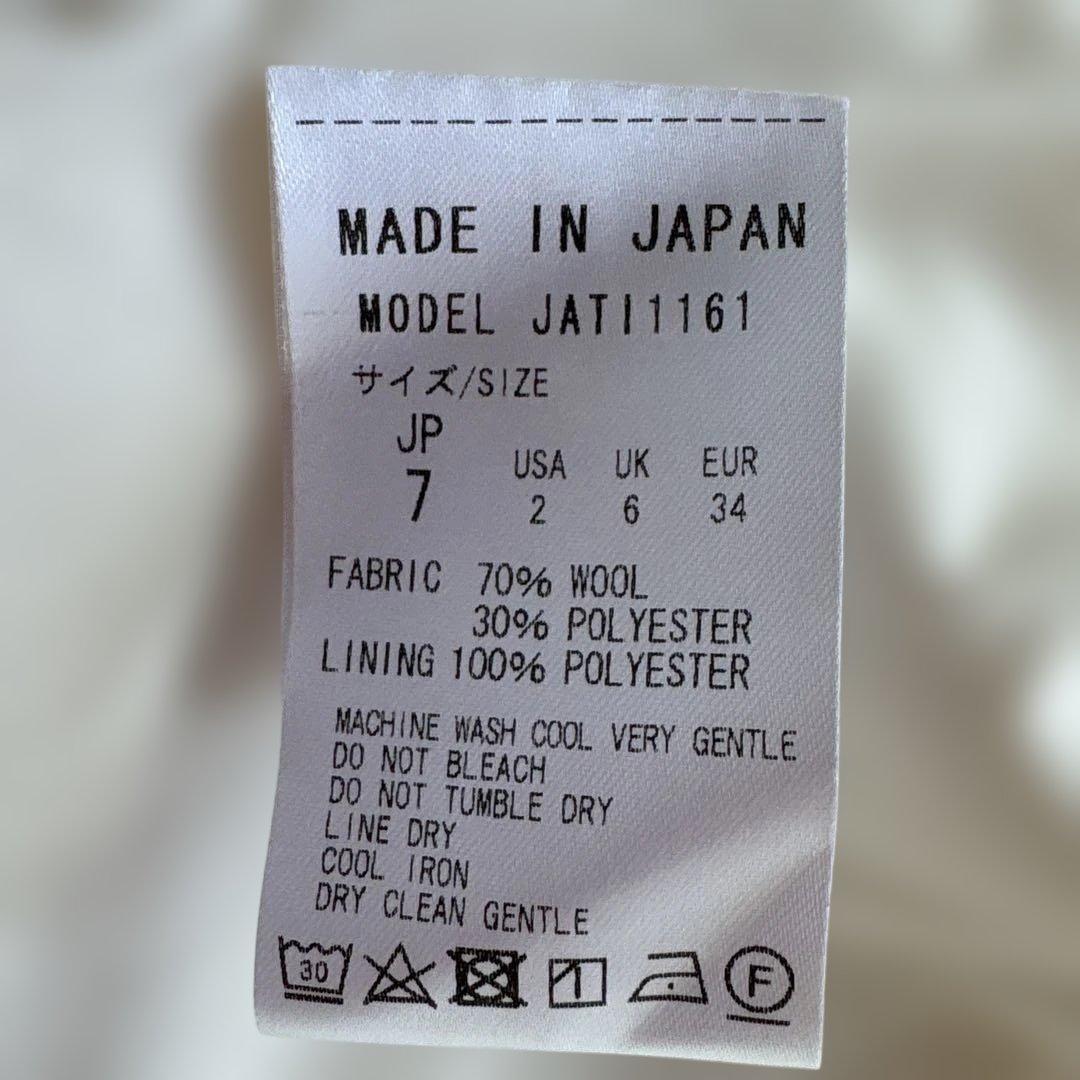 MADE IN JAPAN
MODEL JATI1161
サイズ/SIZE
JP USA UK EUR
7 2 6 34
FABRIC 70% WOOL
30% POLYESTER
LINING 100% POLYESTER
MACHINE WASH COOL VERY GENTLE
DO NOT BLEACH
DO NOT TUMBLE DRY
LINE DRY
COOL IRON
DRY CLEAN GENTLE
30 F